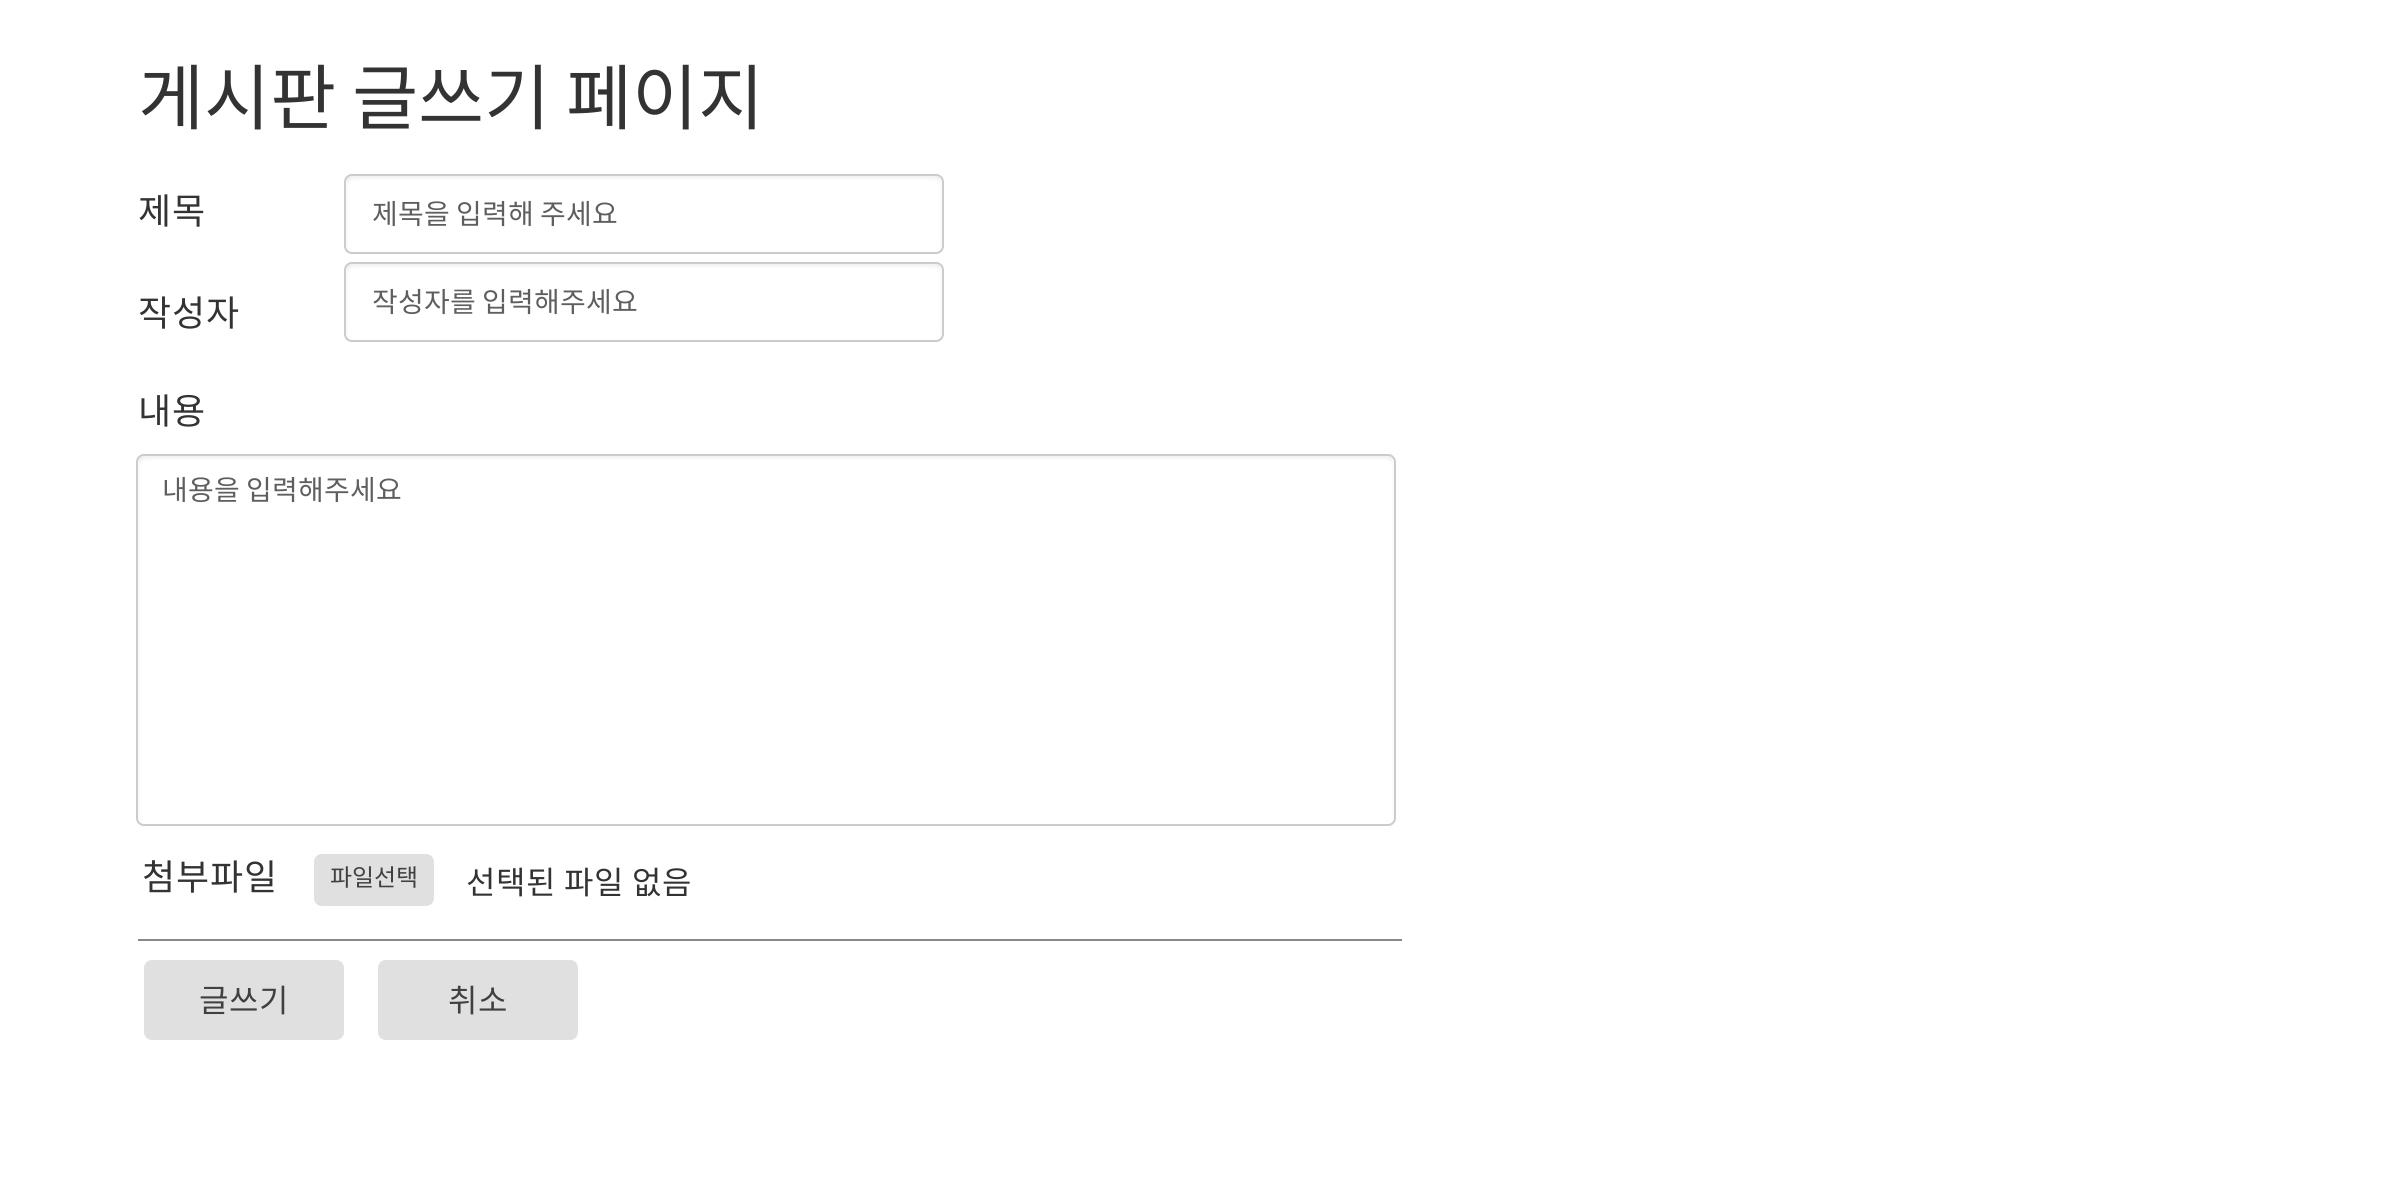 게시판 글쓰기 페이지
제목
제목을 입력해 주세요
작성자
작성자를 입력해주세요
내용
내용을 입력해주세요
첨부파일 파일선택 선택된 파일 없음
글쓰기 취소